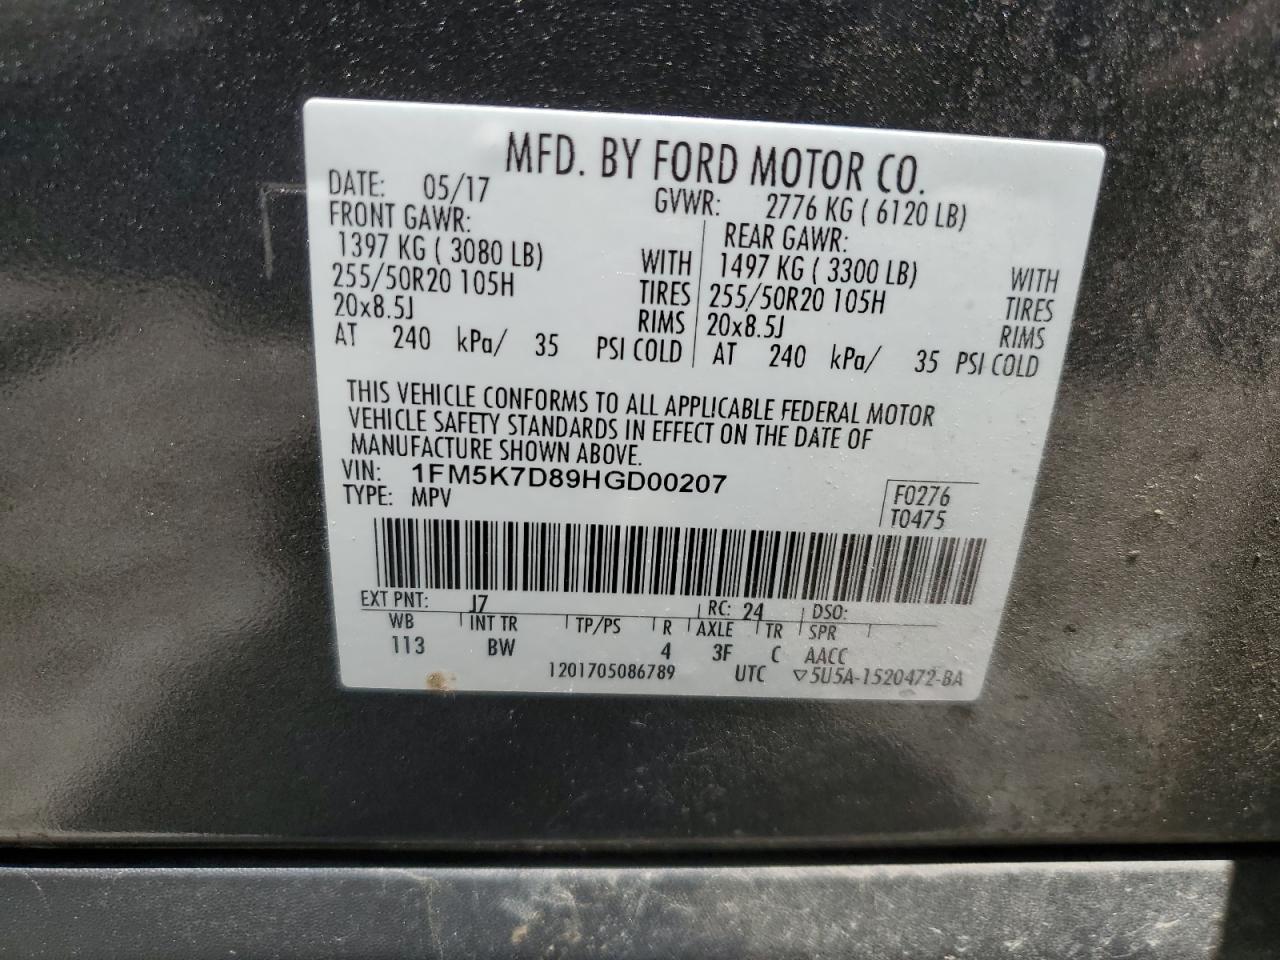 MFD. BY FORD MOTOR CO.
DATE: 05/17 GVWR: 2776 KG ( 6120 LB)
FRONT GAWR: REAR GAWR:
1397 KG ( 3080 LB) WITH 1497 KG ( 3300 LB) WITH
255/50R20 105H TIRES 255/50R20 105H TIRES
20x8.5J RIMS 20x8.5J RIMS
AT 240 kPa/ 35 PSI COLD AT 240 kPa/ 35 PSI COLD
THIS VEHICLE CONFORMS TO ALL APPLICABLE FEDERAL MOTOR
VEHICLE SAFETY STANDARDS IN EFFECT ON THE DATE OF
MANUFACTURE SHOWN ABOVE.
VIN: 1FM5K7D89HGD00207
TYPE: MPV
F0276
T0475
EXT PNT: J7 RC: 24 DSO:
WB INT TR TP/PS R AXLE TR SPR
113 BW 4 3F C AACC
1201705086789 UTC ▽5U5A-1520472-BA